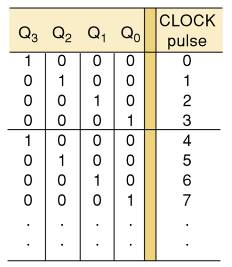 Q3 Q2 Q1 Q0 CLOCK pulse
1 0 0 0 0
0 1 0 0 1
0 0 1 0 2
0 0 0 1 3
1 0 0 0 4
0 1 0 0 5
0 0 1 0 6
0 0 0 1 7
. . . . .
. . . . .